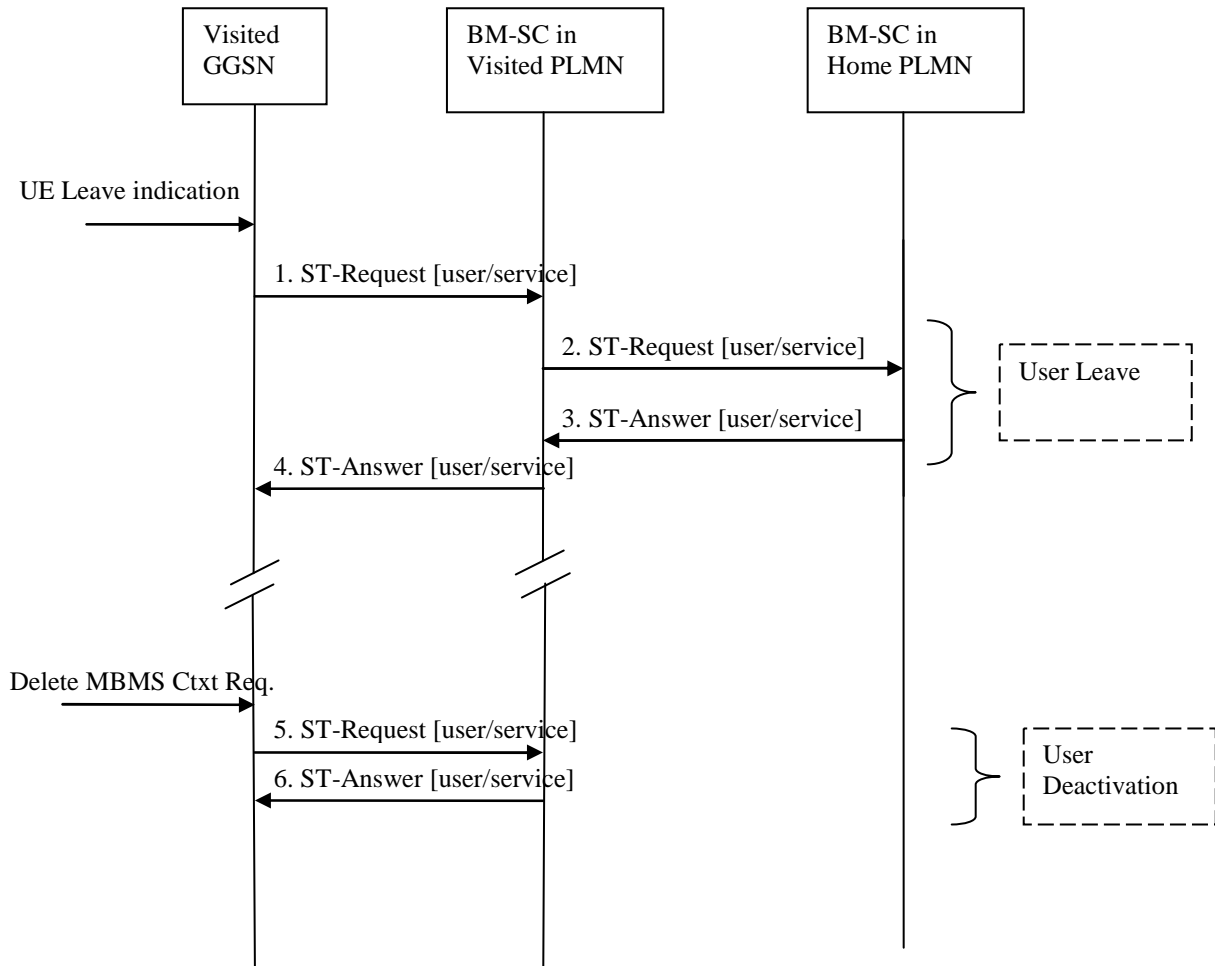 Visited
GGSN
BM-SC in
Visited PLMN
BM-SC in
Home PLMN
UE Leave indication
1. ST-Request [user/service]
2. ST-Request [user/service]
User Leave
3. ST-Answer [user/service]
4. ST-Answer [user/service]
Delete MBMS Ctxt Req.
5. ST-Request [user/service]
6. ST-Answer [user/service]
User
Deactivation